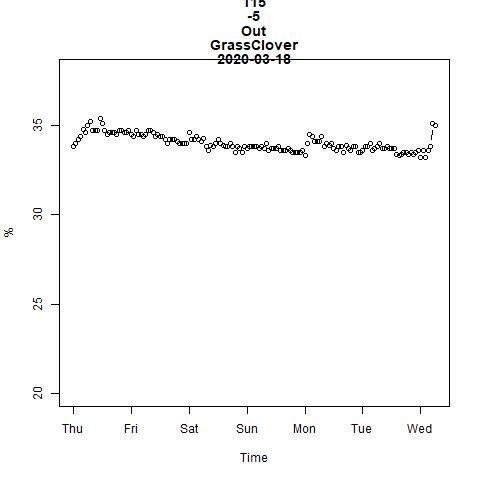 T15
-5
Out
GrassClover
2020-03-18
35
30
25
20
%
Thu Fri Sat Sun Mon Tue Wed
Time